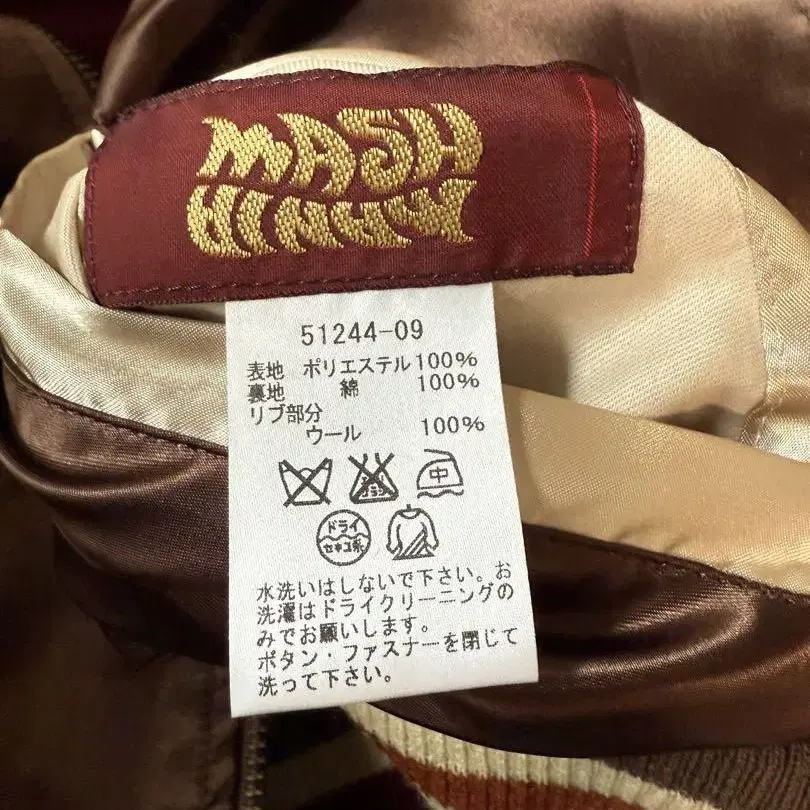 MASH
MANIA
51244-09
表地 ポリエステル 100%
裏地 綿 100%
リブ部分
ウール 100%
中
ドライ
セキユ系
水洗いはしないで下さい。お
洗濯はドライクリーニングの
みでお願いします。
ボタン・ファスナーを閉じて
洗って下さい。